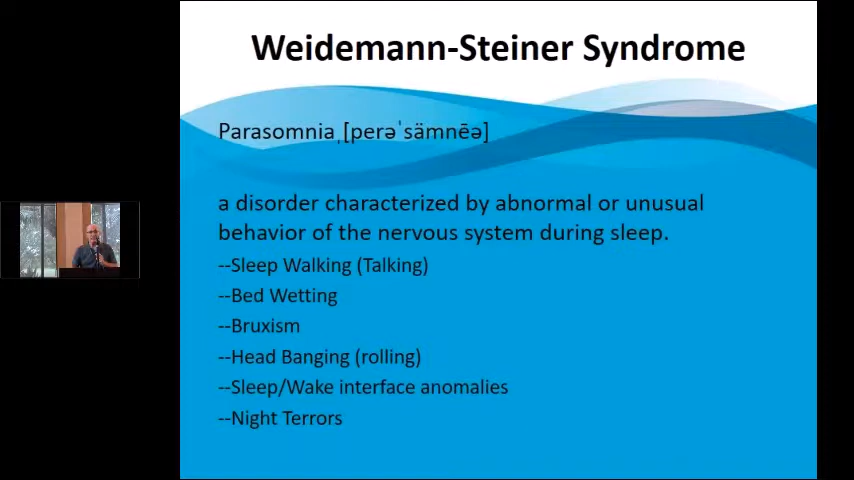 Weidemann-Steiner Syndrome
Parasomnia ˌ[perəˈsämnēə]
a disorder characterized by abnormal or unusual
behavior of the nervous system during sleep.
--Sleep Walking (Talking)
--Bed Wetting
--Bruxism
--Head Banging (rolling)
--Sleep/Wake interface anomalies
--Night Terrors